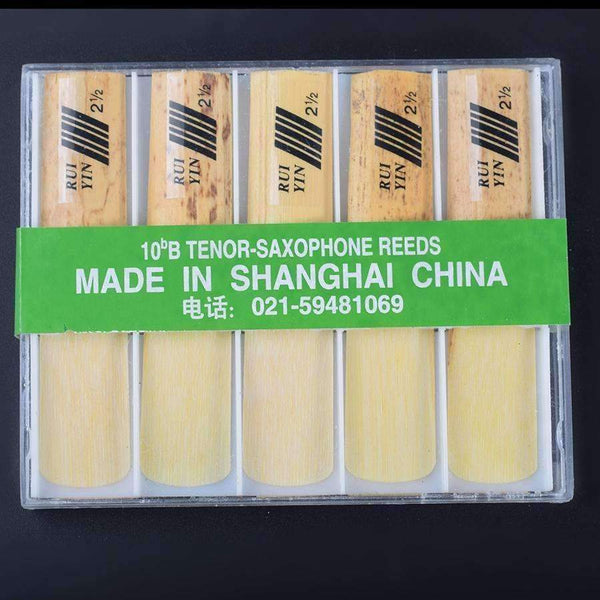 RUI YIN 2½
RUI YIN 2½
RUI YIN 2½
RUI YIN 2½
RUI YIN 2½
10ᵇB TENOR-SAXOPHONE REEDS
MADE IN SHANGHAI CHINA
电话: 021-59481069